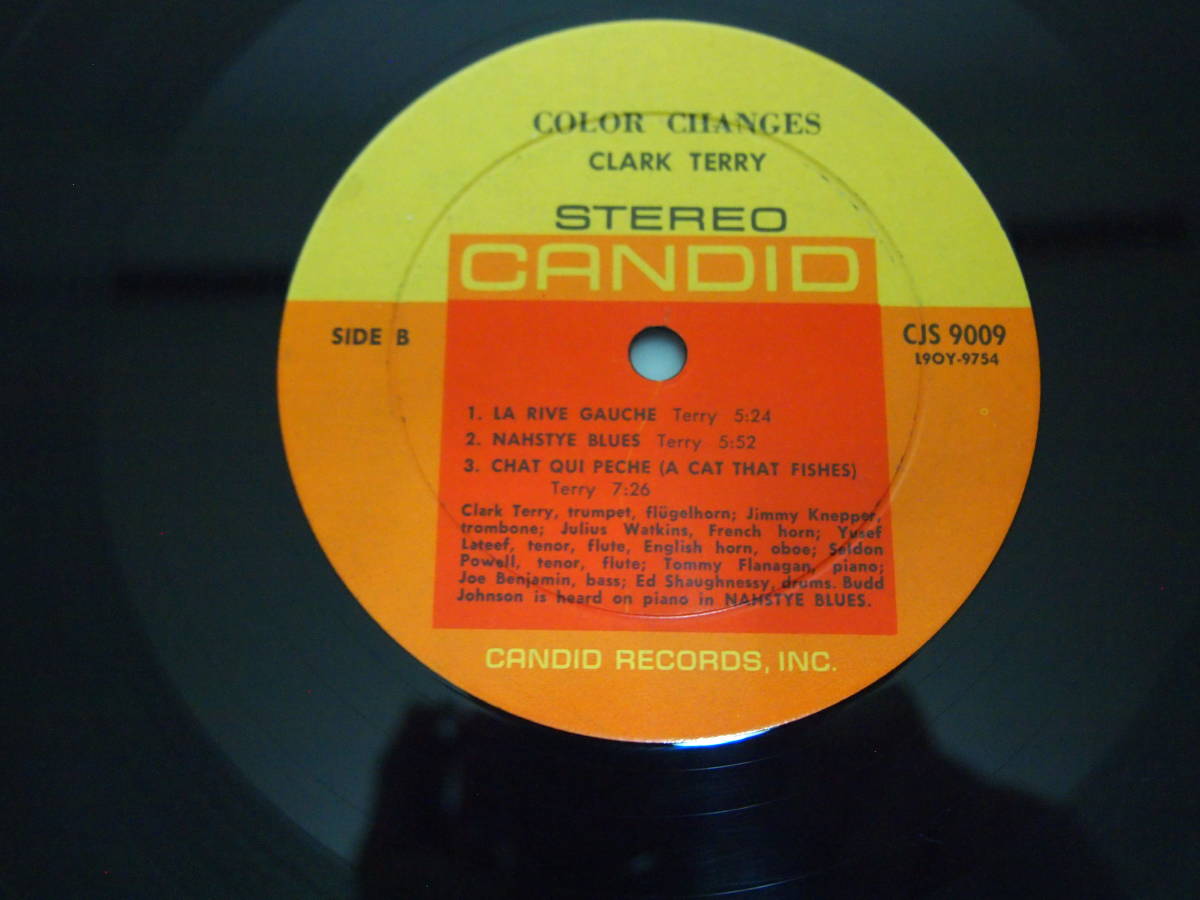 COLOR CHANGES
CLARK TERRY
STEREO
CANDID
SIDE B
CJS 9009
L9OY-9754
1. LA RIVE GAUCHE Terry 5:24
2. NAHSTYE BLUES Terry 5:52
3. CHAT QUI PECHE (A CAT THAT FISHES)
Terry 7:26
Clark Terry, trumpet, flügelhorn; Jimmy Knepper,
trombone; Julius Watkins, French horn; Yusef
Lateef, tenor, flute, English horn, oboe; Seldon
Powell, tenor, flute; Tommy Flanagan, piano;
Joe Benjamin, bass; Ed Shaughnessy, drums. Budd
Johnson is heard on piano in NAHSTYE BLUES.
CANDID RECORDS, INC.